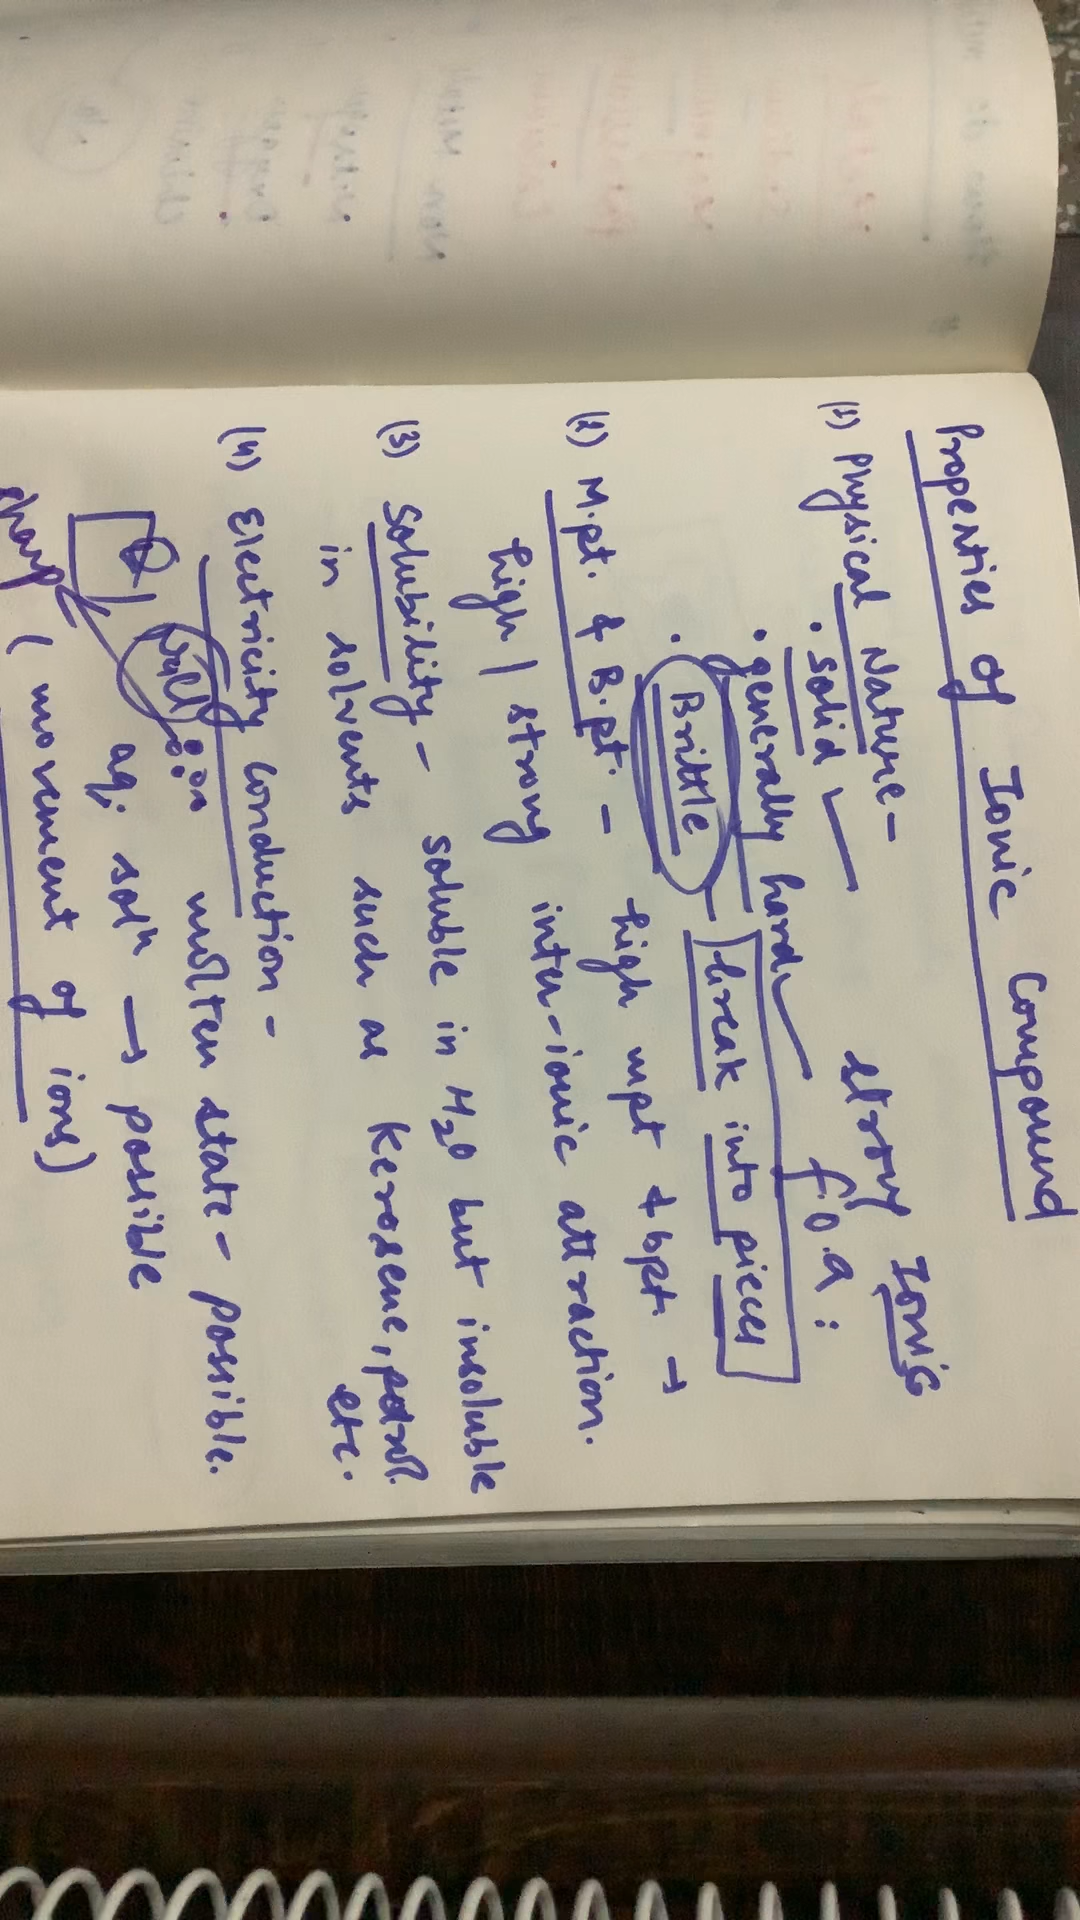 Properties of Ionic Compound
(1) Physical Nature-
• solid ✓ strong Ionic
• generally hard ✓ f.o.a:
• Brittle - break into pieces
(2) M.pt. & B.pt. - high mpt & bpt. →
high / strong inter-ionic attraction.
(3) Solubility - soluble in H₂O but insoluble
in solvents such as Kerosene, petrol
etc.
(4) Electricity Conduction -
NaCl molten state - possible.
aq. solⁿ → possible
( movement of ions)